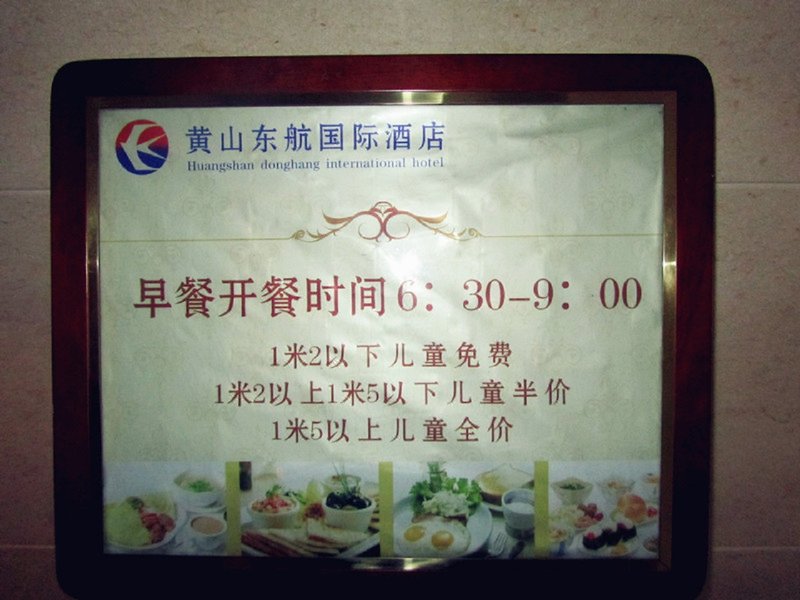 黄山东航国际酒店
Huangshan donghang international hotel
早餐开餐时间6：30-9：00
1米2以下儿童免费
1米2以上1米5以下儿童半价
1米5以上儿童全价